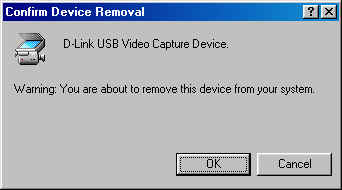 Confirm Device Removal
D-Link USB Video Capture Device.
Warning: You are about to remove this device from your system.
OK
Cancel